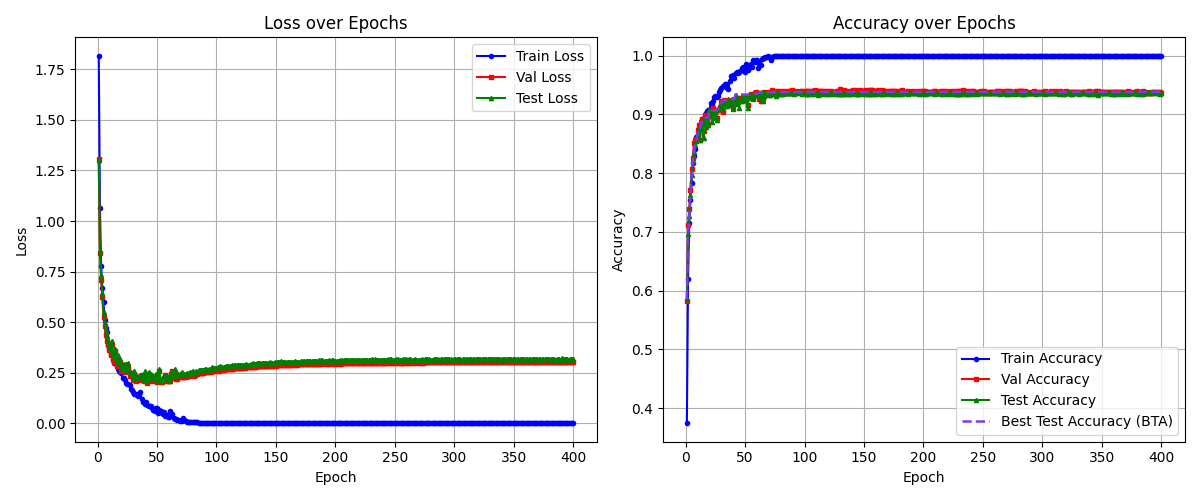 Loss over Epochs
1.75
1.50
1.25
1.00
0.75
0.50
0.25
0.00
Loss
0 50 100 150 200 250 300 350 400
Epoch
Train Loss
Val Loss
Test Loss
Accuracy over Epochs
1.0
0.9
0.8
0.7
0.6
0.5
0.4
Accuracy
0 50 100 150 200 250 300 350 400
Epoch
Train Accuracy
Val Accuracy
Test Accuracy
Best Test Accuracy (BTA)